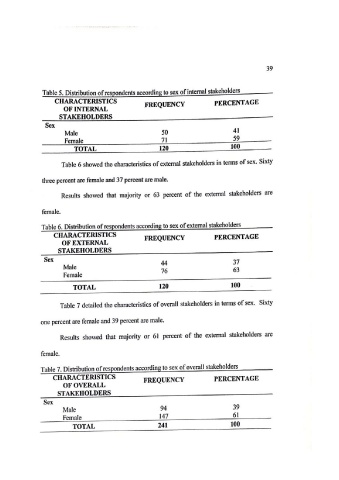 39
Table 5. Distribution of respondents according to sex of internal stakeholders
CHARACTERISTICS OF INTERNAL STAKEHOLDERS FREQUENCY PERCENTAGE
Sex
Male 50 41
Female 71 59
TOTAL 120 100
Table 6 showed the characteristics of external stakeholders in terms of sex. Sixty
three percent are female and 37 percent are male.
Results showed that majority or 63 percent of the external stakeholders are
female.
Table 6. Distribution of respondents according to sex of external stakeholders
CHARACTERISTICS OF EXTERNAL STAKEHOLDERS FREQUENCY PERCENTAGE
Sex
Male 44 37
Female 76 63
TOTAL 120 100
Table 7 detailed the characteristics of overall stakeholders in terms of sex. Sixty
one percent are female and 39 percent are male.
Results showed that majority or 61 percent of the external stakeholders are
female.
Table 7. Distribution of respondents according to sex of overall stakeholders
CHARACTERISTICS OF OVERALL STAKEHOLDERS FREQUENCY PERCENTAGE
Sex
Male 94 39
Female 147 61
TOTAL 241 100